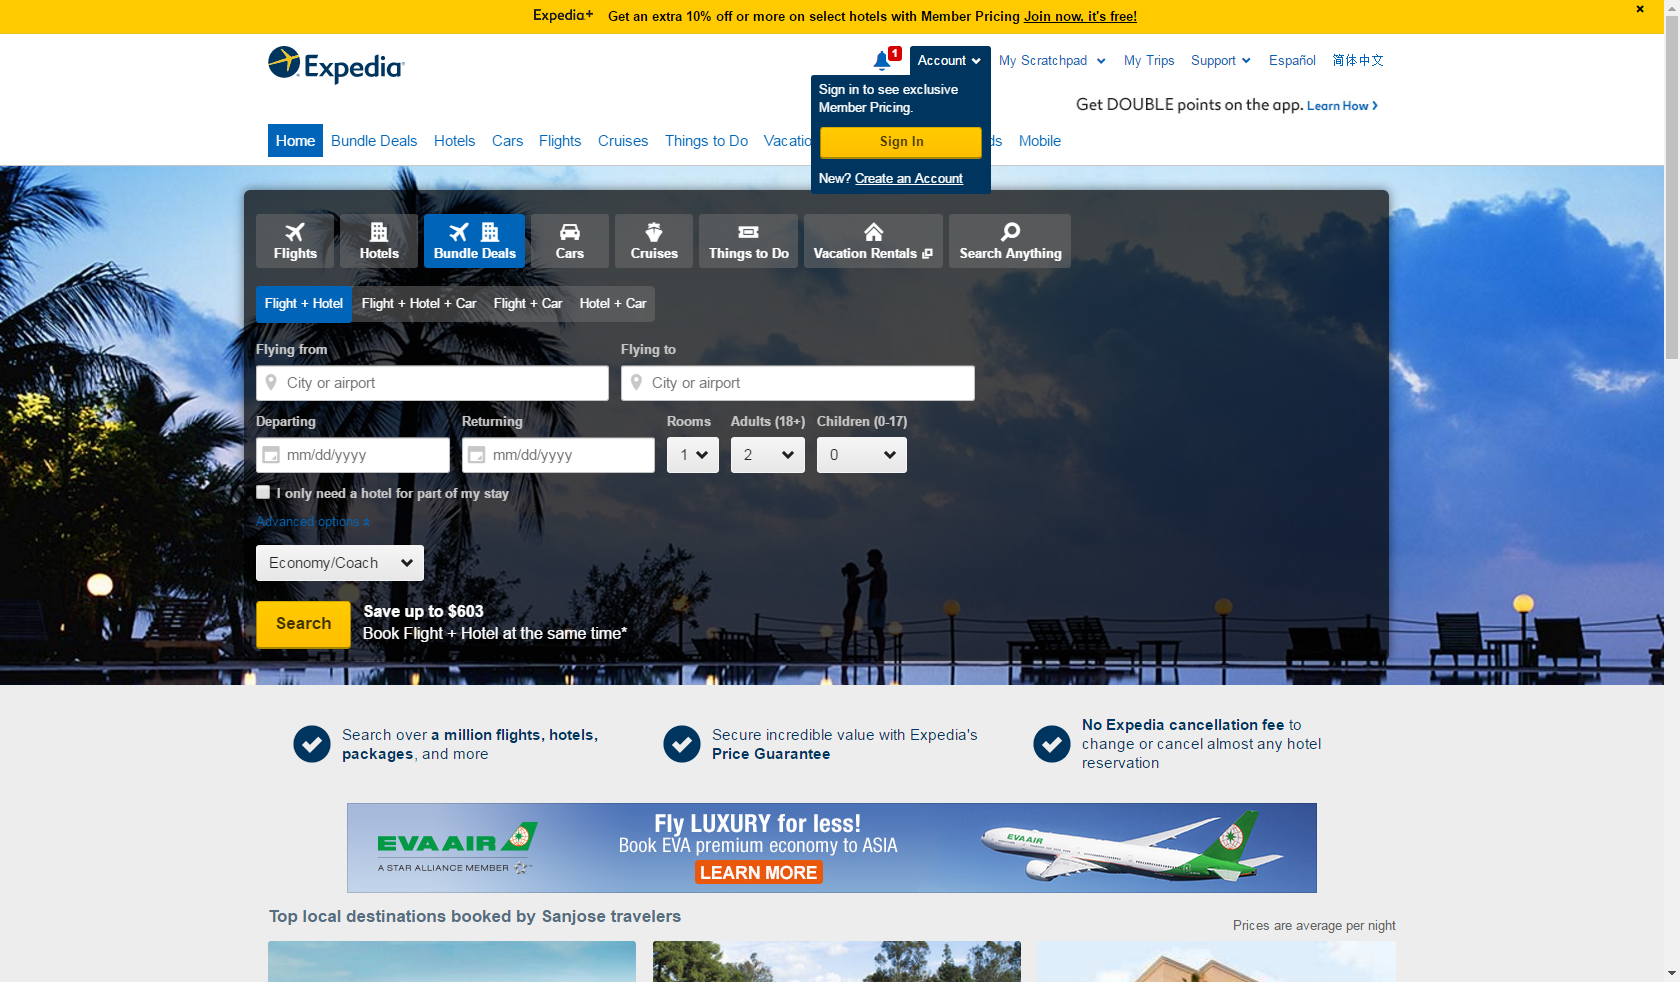 Expedia+ Get an extra 10% off or more on select hotels with Member Pricing Join now, it's free!
Expedia
1
Account
My Scratchpad
My Trips
Support
Español
简体中文
Sign in to see exclusive
Member Pricing.
Sign In
New? Create an Account
Get DOUBLE points on the app. Learn How
Home
Bundle Deals
Hotels
Cars
Flights
Cruises
Things to Do
Mobile
Flights
Hotels
Bundle Deals
Cars
Cruises
Things to Do
Vacation Rentals
Search Anything
Flight + Hotel
Flight + Hotel + Car
Flight + Car
Hotel + Car
Flying from
Flying to
City or airport
City or airport
Departing
Returning
Rooms
Adults (18+)
Children (0-17)
mm/dd/yyyy
mm/dd/yyyy
1
2
0
I only need a hotel for part of my stay
Advanced options
Economy/Coach
Search
Save up to $603
Book Flight + Hotel at the same time*
Search over a million flights, hotels,
packages, and more
Secure incredible value with Expedia's
Price Guarantee
No Expedia cancellation fee to
change or cancel almost any hotel
reservation
EVA AIR
A STAR ALLIANCE MEMBER
Fly LUXURY for less!
Book EVA premium economy to ASIA
LEARN MORE
EVA AIR
Top local destinations booked by Sanjose travelers
Prices are average per night